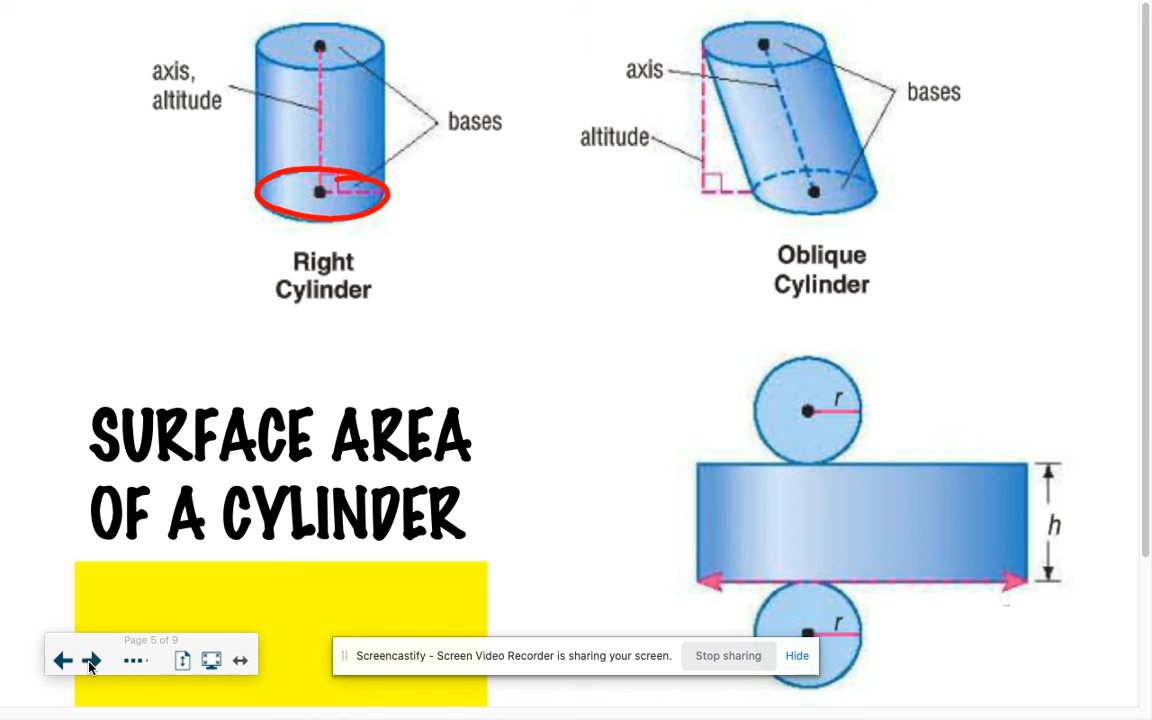 axis,
altitude
bases
Right
Cylinder
axis
altitude
bases
Oblique
Cylinder
SURFACE AREA
OF A CYLINDER
r
h
r
Page 5 of 9
Screencastify - Screen Video Recorder is sharing your screen.
Stop sharing
Hide